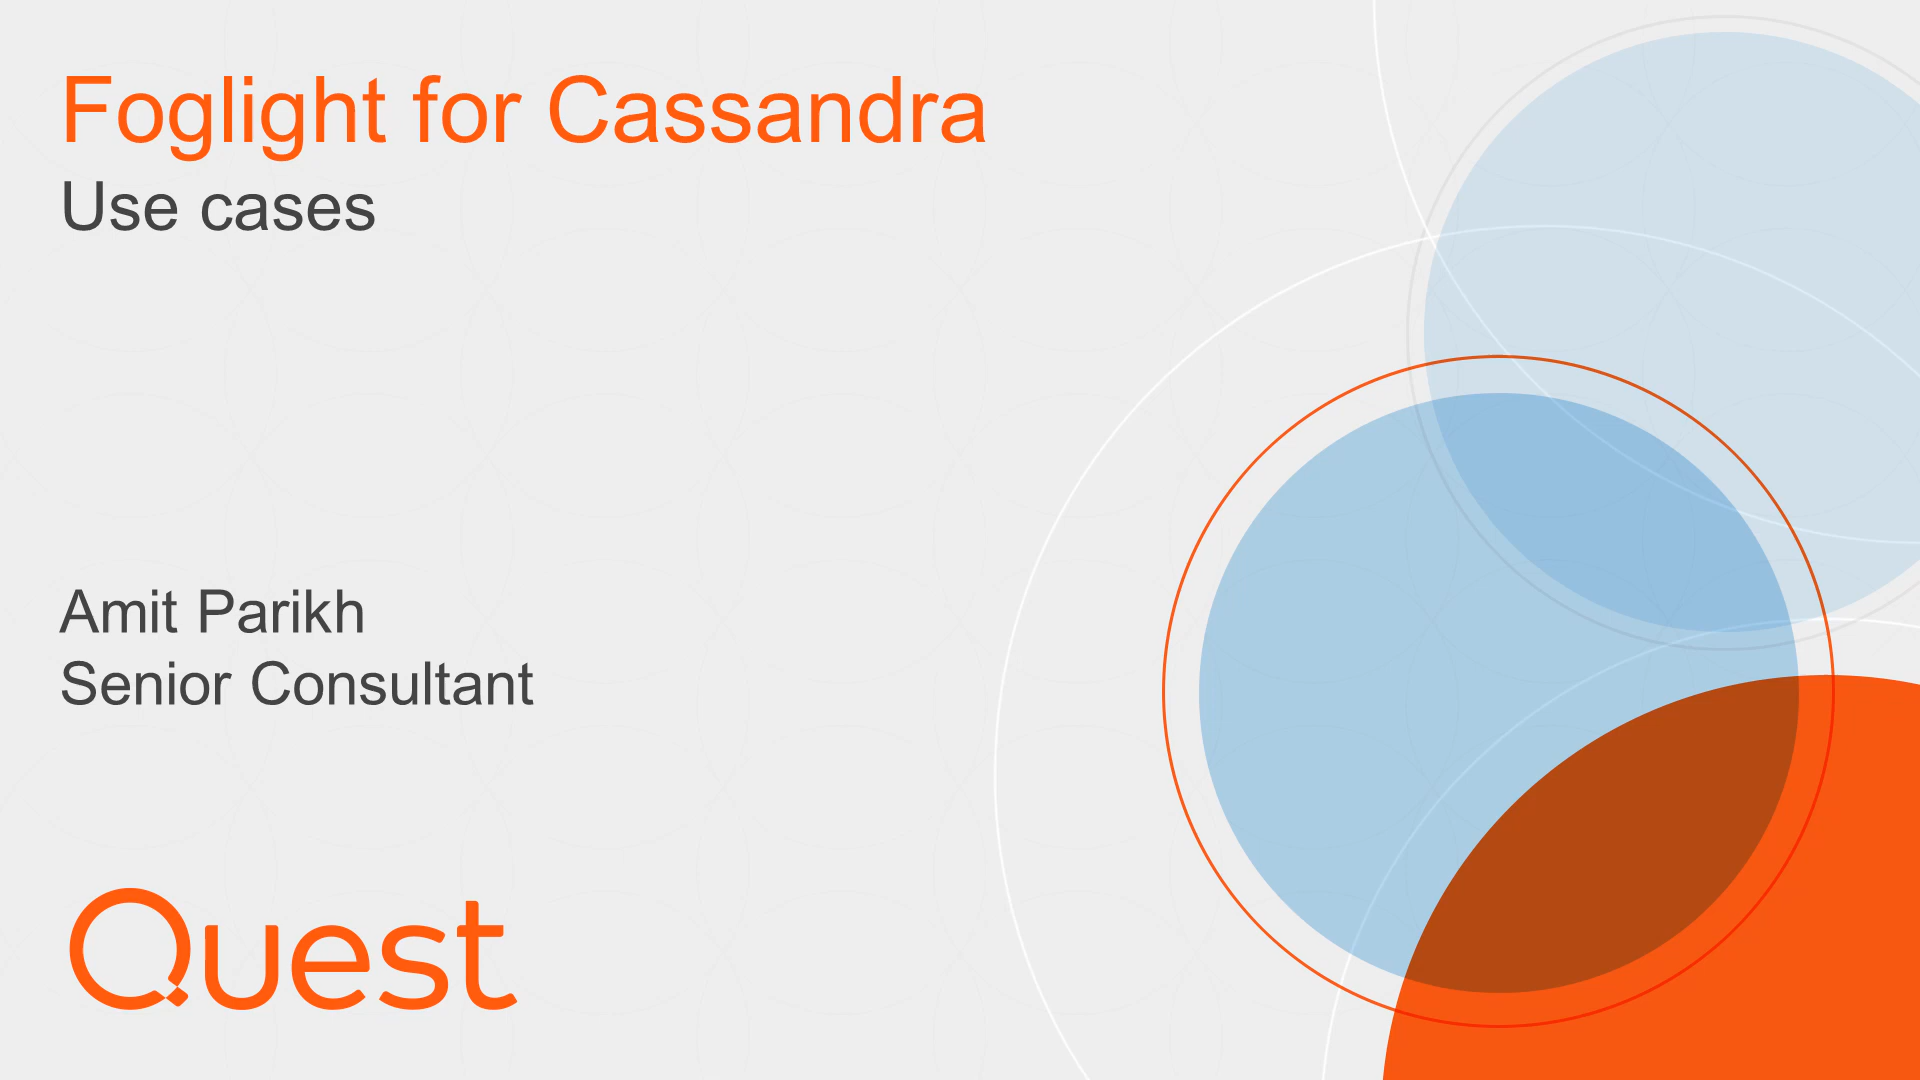 Foglight for Cassandra
Use cases
Amit Parikh
Senior Consultant
Quest